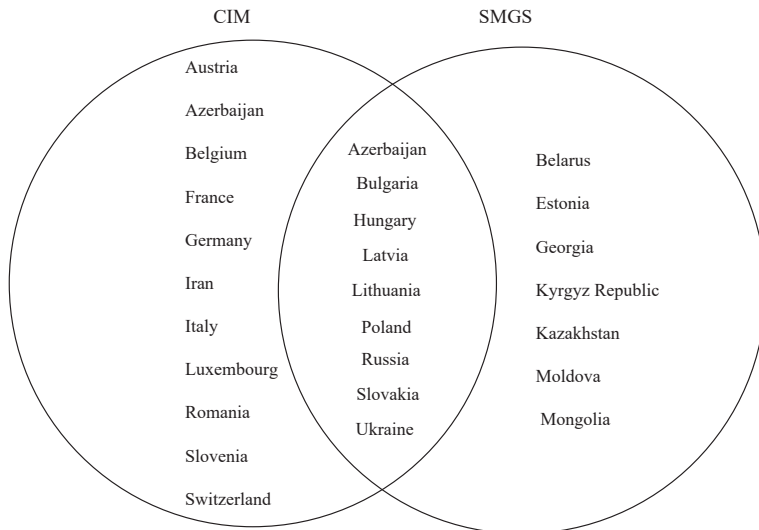 CIM
SMGS
Austria
Azerbaijan
Belgium
France
Germany
Iran
Italy
Luxembourg
Romania
Slovenia
Switzerland
Azerbaijan
Bulgaria
Hungary
Latvia
Lithuania
Poland
Russia
Slovakia
Ukraine
Belarus
Estonia
Georgia
Kyrgyz Republic
Kazakhstan
Moldova
Mongolia